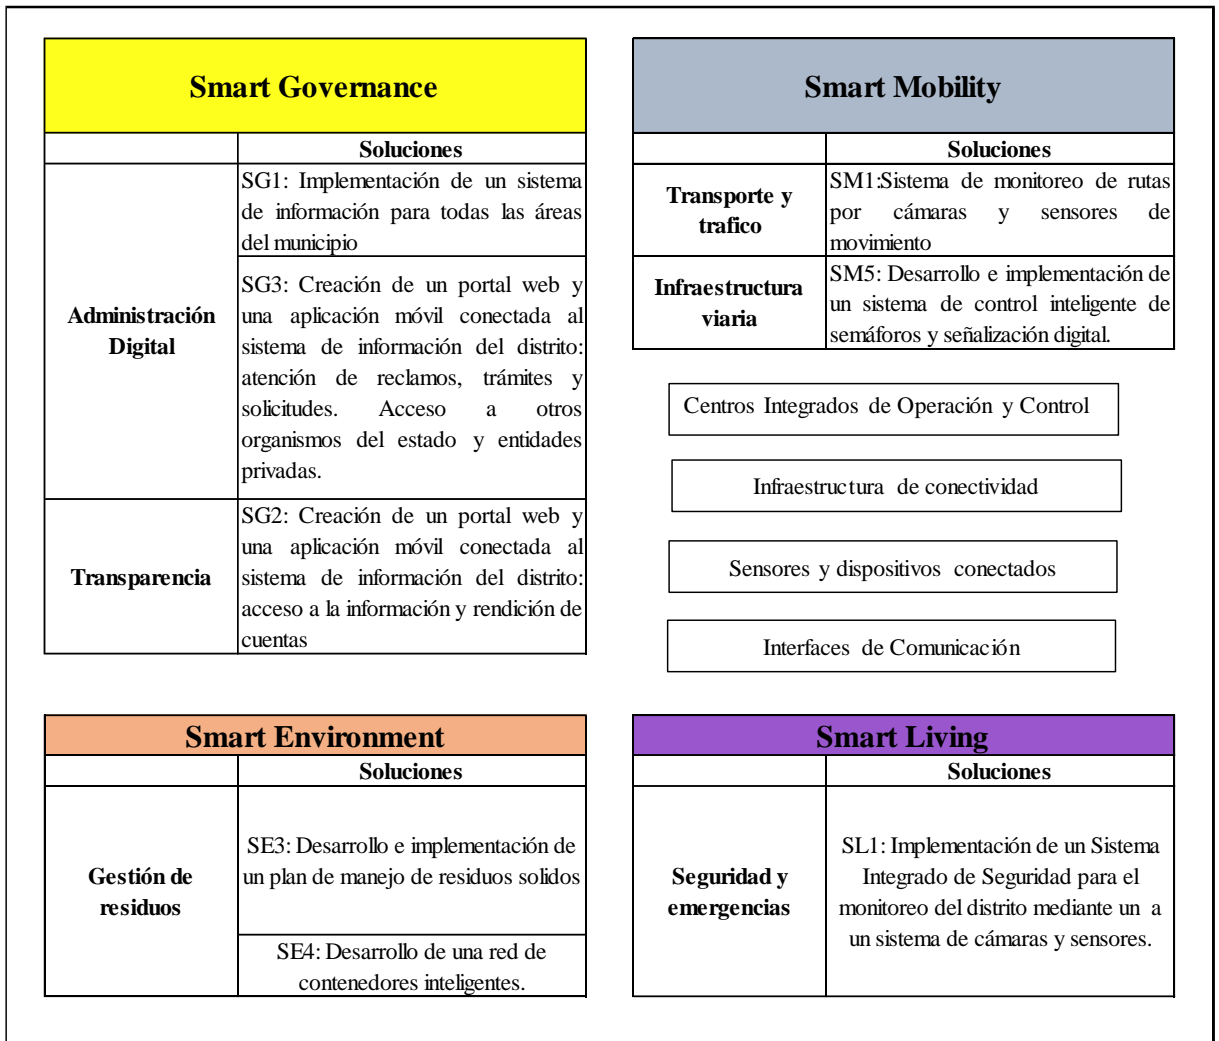 Smart Governance
Soluciones
Administración
Digital
SG1: Implementación de un sistema
de información para todas las áreas
del municipio
SG3: Creación de un portal web y
una aplicación móvil conectada al
sistema de información del distrito:
atención de reclamos, trámites y
solicitudes. Acceso a otros
organismos del estado y entidades
privadas.
Transparencia
SG2: Creación de un portal web y
una aplicación móvil conectada al
sistema de información del distrito:
acceso a la información y rendición de
cuentas
Smart Mobility
Soluciones
Transporte y
trafico
SM1:Sistema de monitoreo de rutas
por cámaras y sensores de
movimiento
Infraestructura
viaria
SM5: Desarrollo e implementación de
un sistema de control inteligente de
semáforos y señalización digital.
Centros Integrados de Operación y Control
Infraestructura de conectividad
Sensores y dispositivos conectados
Interfaces de Comunicación
Smart Environment
Soluciones
Gestión de
residuos
SE3: Desarrollo e implementación de
un plan de manejo de residuos solidos
SE4: Desarrollo de una red de
contenedores inteligentes.
Smart Living
Soluciones
Seguridad y
emergencias
SL1: Implementación de un Sistema
Integrado de Seguridad para el
monitoreo del distrito mediante un a
un sistema de cámaras y sensores.